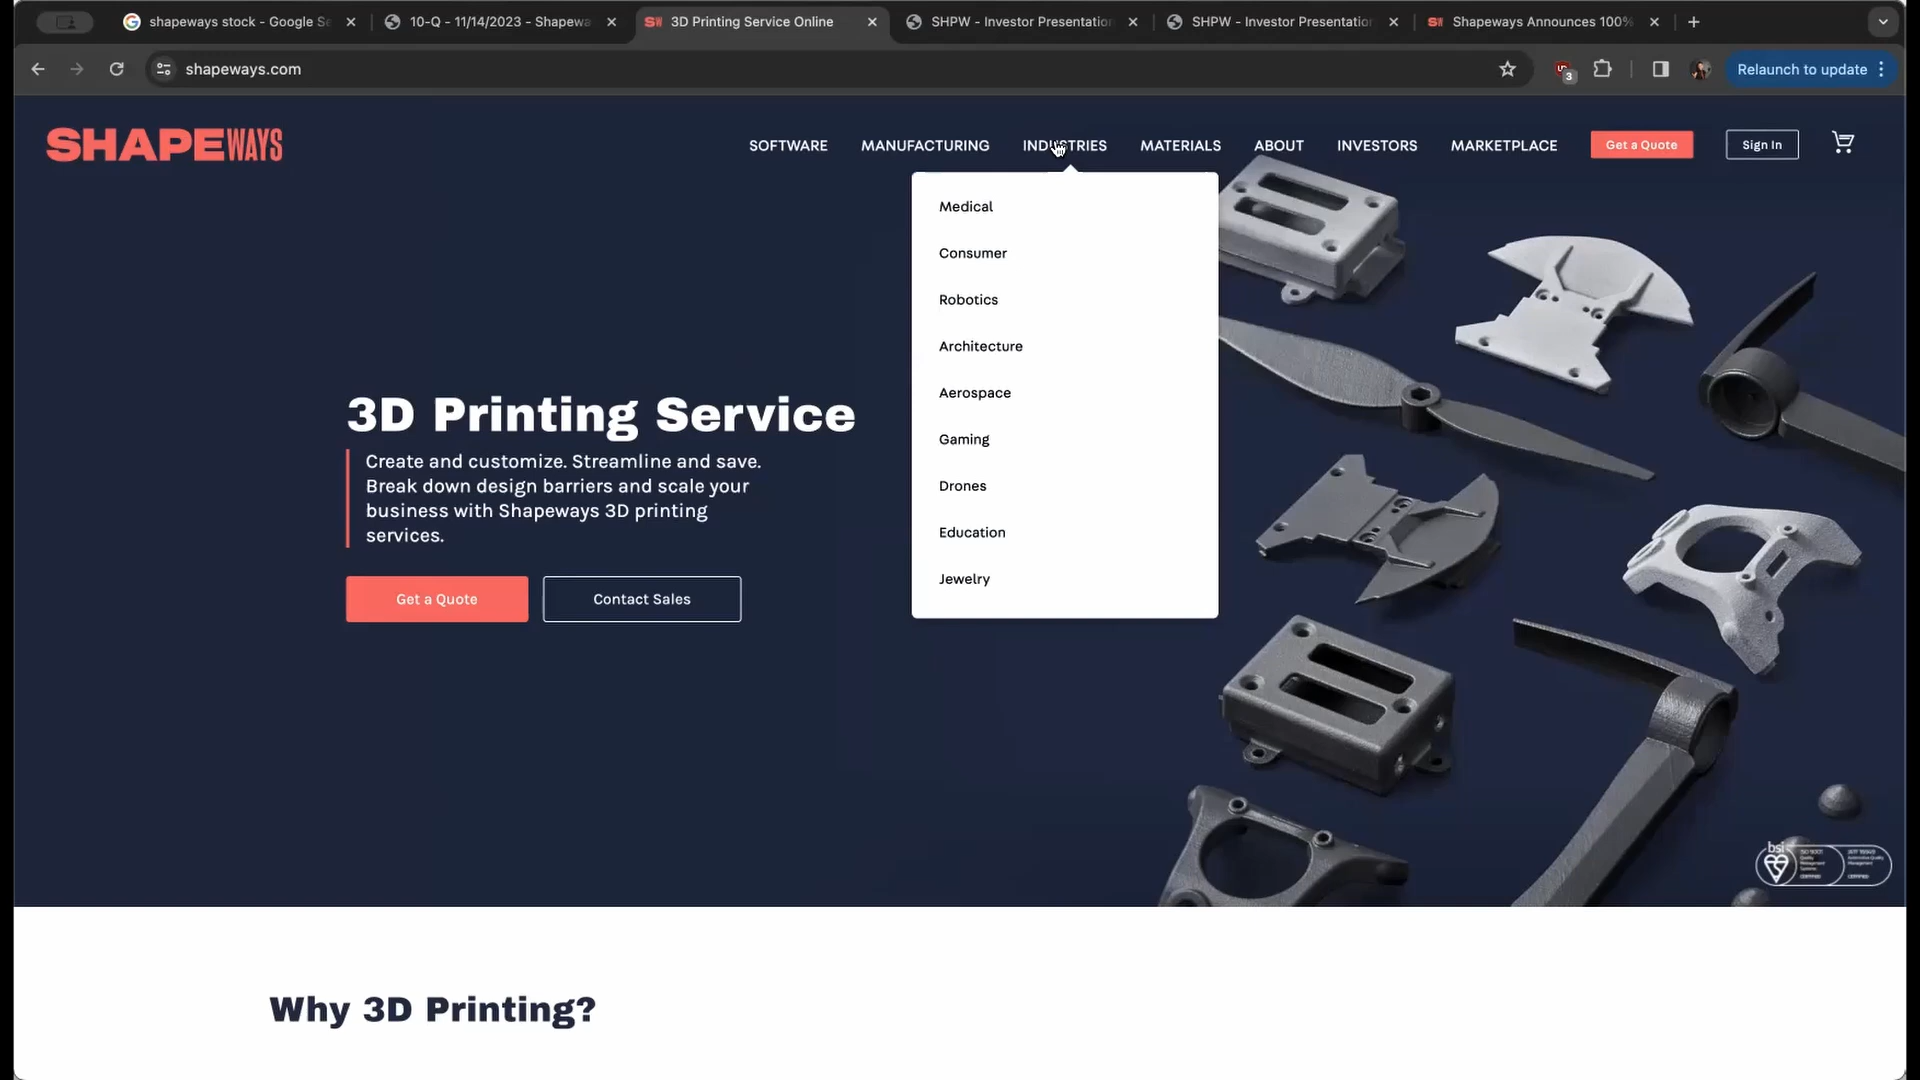 shapeways stock - Google Se
10-Q - 11/14/2023 - Shapewa
3D Printing Service Online
SHPW - Investor Presentation
SHPW - Investor Presentation
Shapeways Announces 100%
shapeways.com
3
Relaunch to update
SHAPEWAYS
SOFTWARE
MANUFACTURING
INDUSTRIES
MATERIALS
ABOUT
INVESTORS
MARKETPLACE
Get a Quote
Sign In
Medical
Consumer
Robotics
Architecture
Aerospace
Gaming
Drones
Education
Jewelry
3D Printing Service
Create and customize. Streamline and save.
Break down design barriers and scale your
business with Shapeways 3D printing
services.
Get a Quote
Contact Sales
bsi
Why 3D Printing?